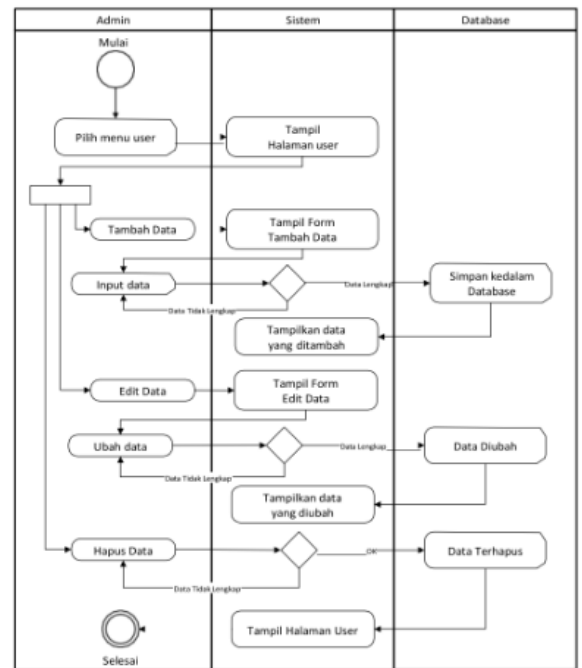 Admin
Sistem
Database
Mulai
Pilih menu user
Tampil
Halaman user
Tambah Data
Tampil Form
Tambah Data
Input data
Data Lengkap
Simpan kedalam
Database
Data Tidak Lengkap
Tampilkan data
yang ditambah
Edit Data
Tampil Form
Edit Data
Ubah data
Data Lengkap
Data Diubah
Data Tidak Lengkap
Tampilkan data
yang diubah
Hapus Data
OK
Data Terhapus
Data Tidak Lengkap
Tampil Halaman User
Selesai